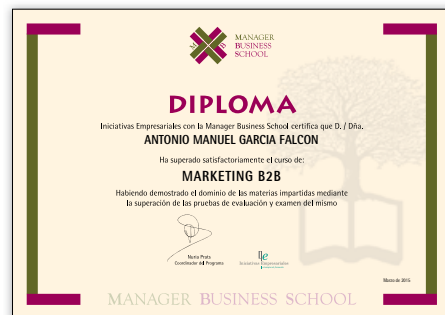 M B
MANAGER
BUSINESS
SCHOOL
DIPLOMA
Iniciativas Empresariales con la Manager Business School certifica que D. / Dña.
ANTONIO MANUEL GARCIA FALCON
Ha superado satisfactoriamente el curso de:
MARKETING B2B
Habiendo demostrado el dominio de las materias impartidas mediante
la superación de las pruebas de evaluación y examen del mismo
Nuria Prats
Coordinador del Programa
Iniciativas Empresariales
Marzo de 2015
MANAGER BUSINESS SCHOOL